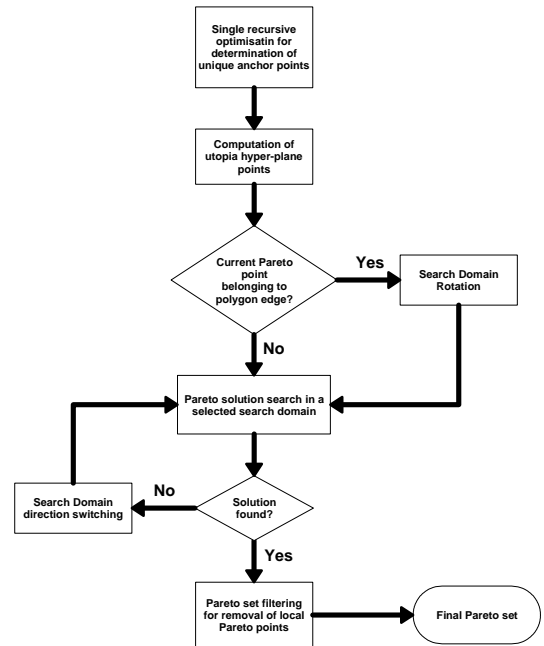 Single recursive
optimisatin for
determination of
unique anchor points
Computation of
utopia hyper-plane
points
Current Pareto
point
belonging to
polygon edge?
Yes
Search Domain
Rotation
No
Pareto solution search in a
selected search domain
No
Search Domain
direction switching
Solution
found?
Yes
Pareto set filtering
for removal of local
Pareto points
Final Pareto set